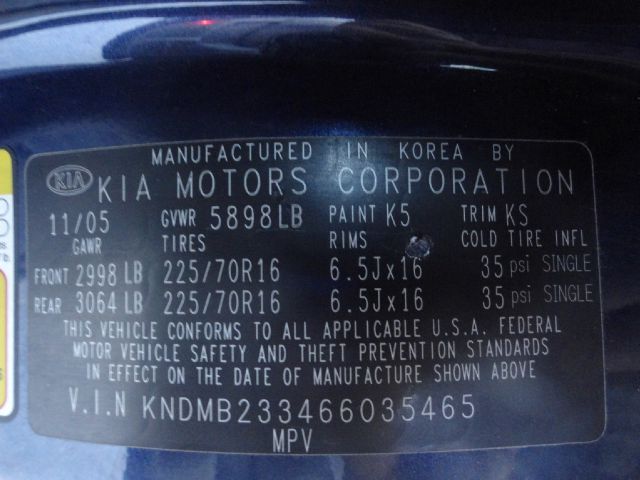 MANUFACTURED IN KOREA BY
KIA KIA MOTORS CORPORATION
11/05 GVWR 5898LB PAINT K5 TRIM KS
GAWR TIRES RIMS COLD TIRE INFL
FRONT 2998 LB 225/70R16 6.5Jx16 35 psi SINGLE
REAR 3064 LB 225/70R16 6.5Jx16 35 psi SINGLE
THIS VEHICLE CONFORMS TO ALL APPLICABLE U.S.A. FEDERAL
MOTOR VEHICLE SAFETY AND THEFT PREVENTION STANDARDS
IN EFFECT ON THE DATE OF MANUFACTURE SHOWN ABOVE
V.I.N KNDMB233466035465
MPV